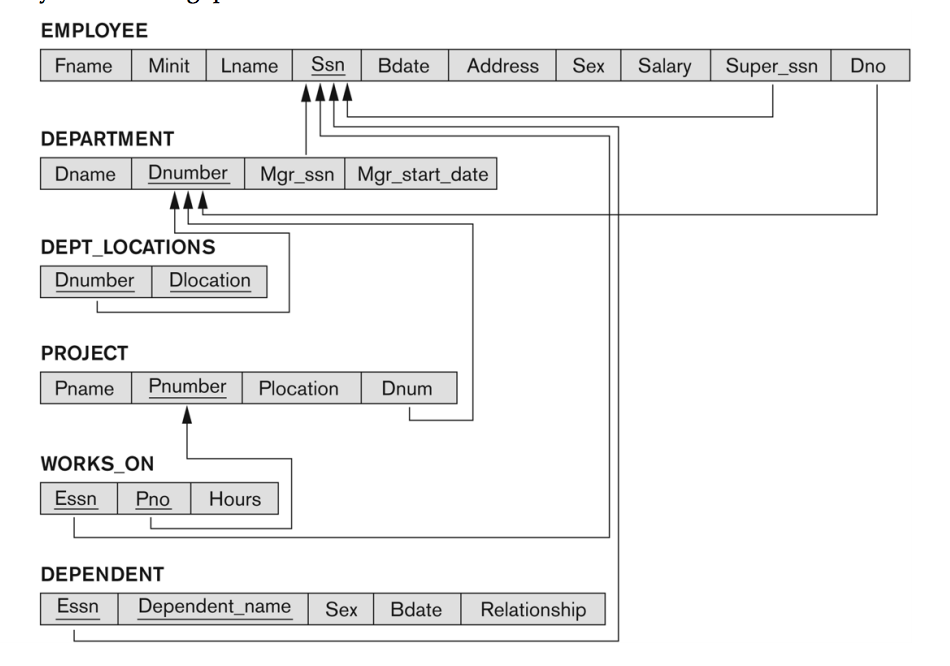 EMPLOYEE
Fname Minit Lname Ssn Bdate Address Sex Salary Super_ssn Dno
DEPARTMENT
Dname Dnumber Mgr_ssn Mgr_start_date
DEPT_LOCATIONS
Dnumber Dlocation
PROJECT
Pname Pnumber Plocation Dnum
WORKS_ON
Essn Pno Hours
DEPENDENT
Essn Dependent_name Sex Bdate Relationship